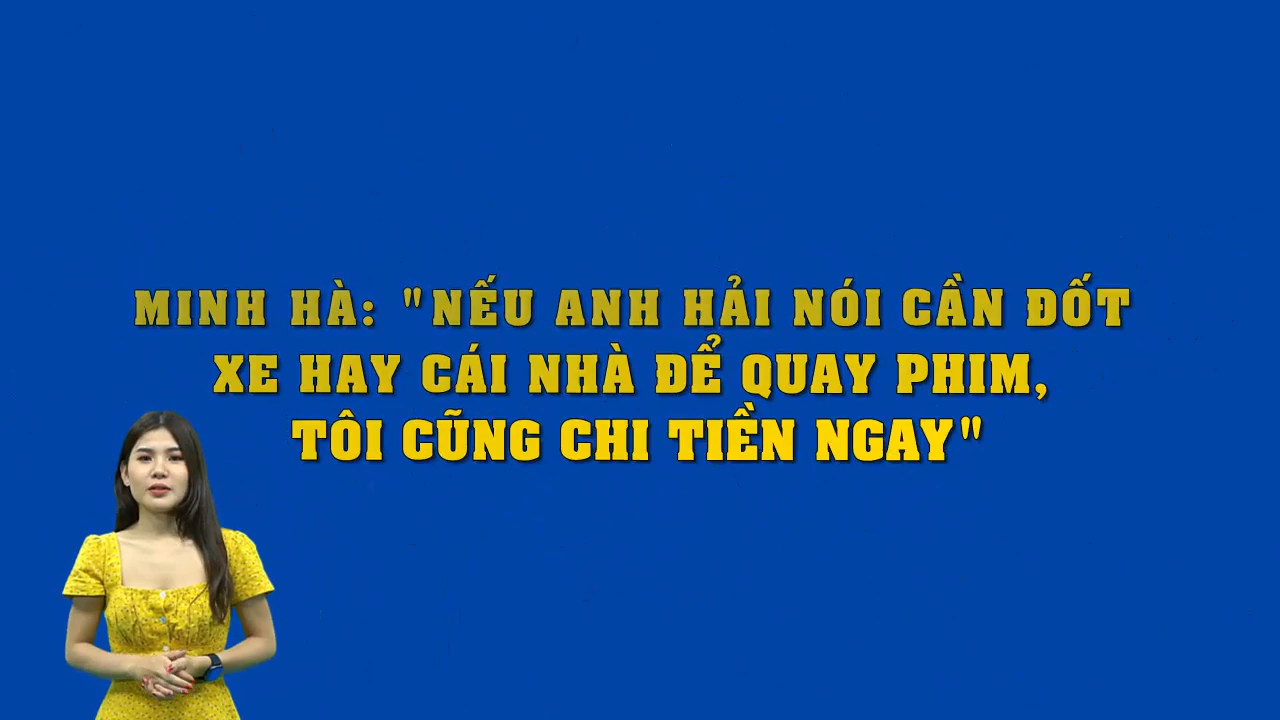 MINH HÀ: "NẾU ANH HẢI NÓI CẦN ĐỐT
XE HAY CÁI NHÀ ĐỂ QUAY PHIM,
TÔI CŨNG CHI TIỀN NGAY"